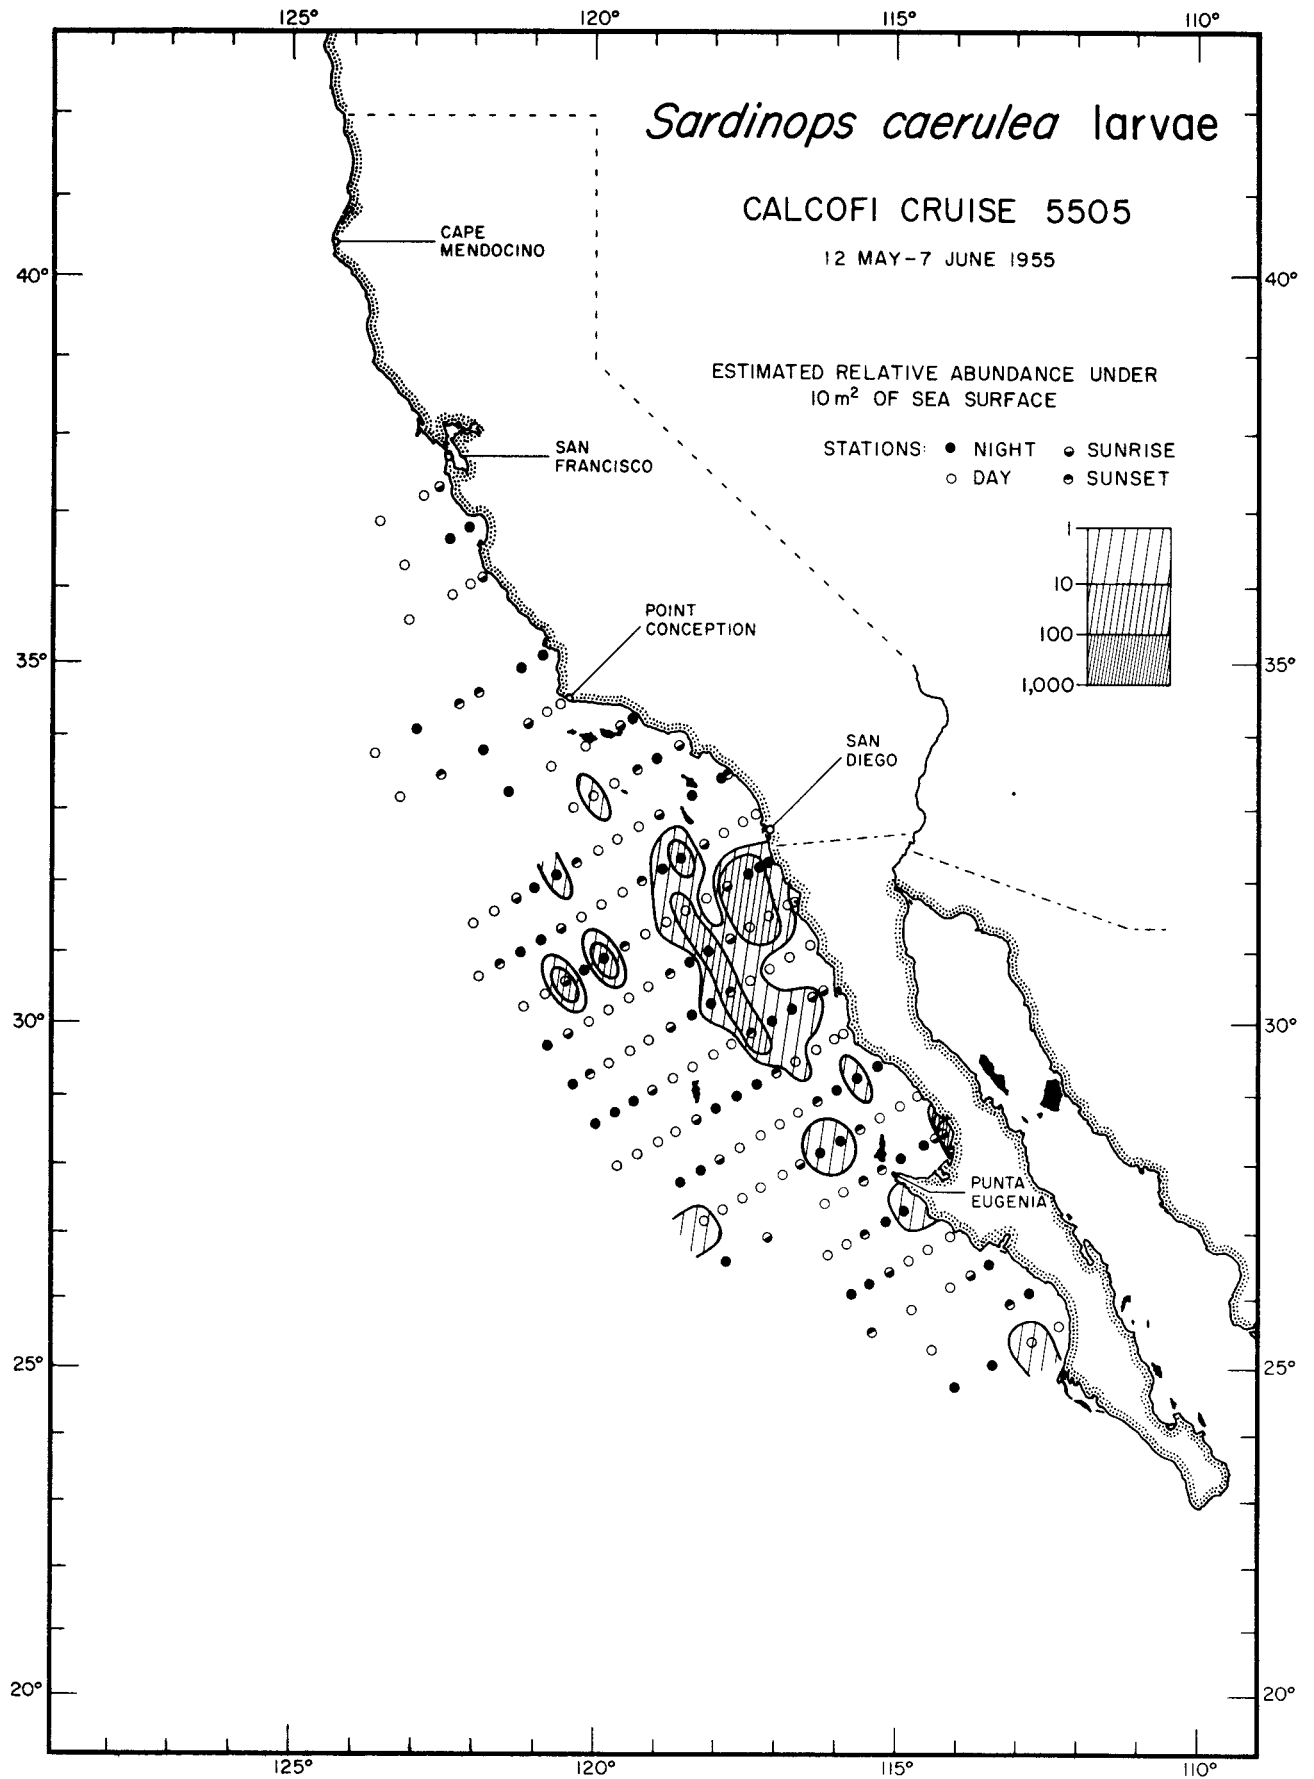 125° 120° 115° 110°
Sardinops caerulea larvae
CALCOFI CRUISE 5505
12 MAY–7 JUNE 1955
CAPE
MENDOCINO
40° 40°
ESTIMATED RELATIVE ABUNDANCE UNDER
10 m² OF SEA SURFACE
STATIONS: ● NIGHT SUNRISE
○ DAY SUNSET
SAN
FRANCISCO
1
10
100
1,000
POINT
CONCEPTION
35° 35°
SAN
DIEGO
30° 30°
PUNTA
EUGENIA
25° 25°
20° 20°
125° 120° 115° 110°